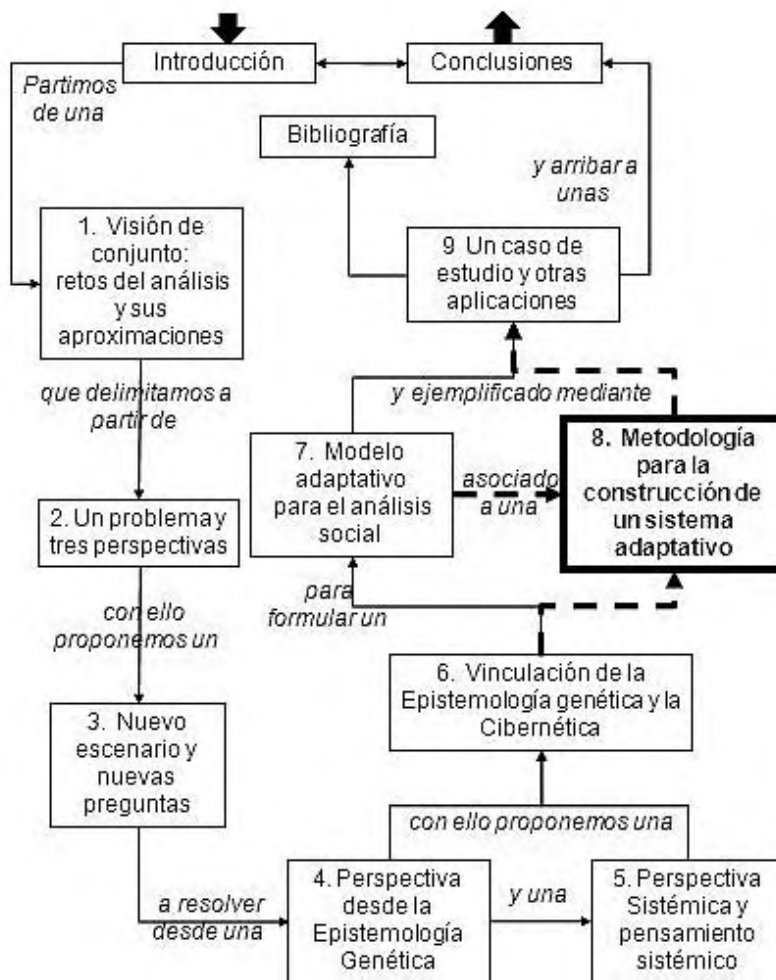 Introducción
Conclusiones
Partimos
de una
Bibliografía
y arribar a
unas
1. Visión de
conjunto:
retos del análisis
y sus
aproximaciones
9 Un caso de
estudio y otras
aplicaciones
que delimitamos a
partir de
y ejemplificado mediante
7. Modelo
adaptativo
para el análisis
social
asociado
a una
8. Metodología
para la
construcción de
un sistema
adaptativo
2. Un problema y
tres perspectivas
con ello
proponemos un
para
formular un
6. Vinculación de la
Epistemología genética y la
Cibernética
3. Nuevo
escenario y
nuevas
preguntas
con ello proponemos una
a resolver
desde una
4. Perspectiva
desde la
Epistemología
Genética
y una
5. Perspectiva
Sistémica y
pensamiento
sistémico